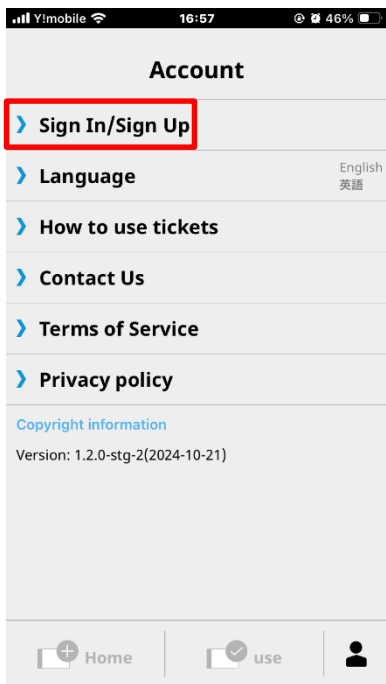 Y!mobile 16:57 46%
Account
Sign In/Sign Up
Language English
英語
How to use tickets
Contact Us
Terms of Service
Privacy policy
Copyright information
Version: 1.2.0-stg-2(2024-10-21)
Home use